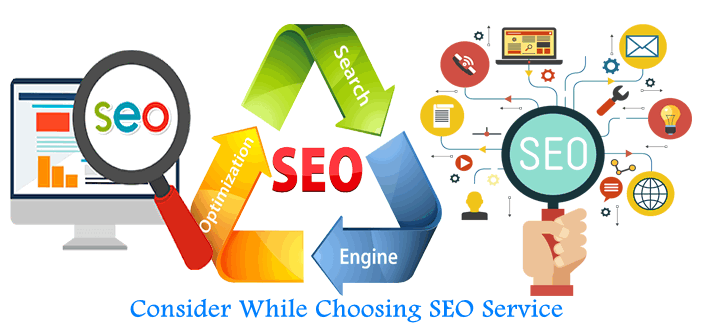 seo
Search
Engine
Optimization
SEO
SEO
Consider While Choosing SEO Service